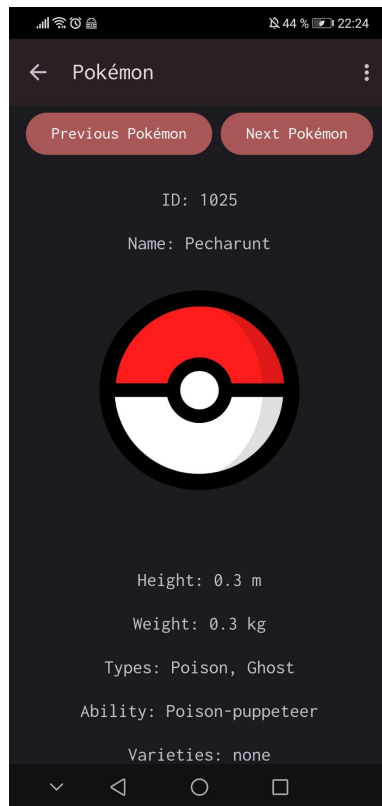 44 % 22:24
Pokémon
Previous Pokémon Next Pokémon
ID: 1025
Name: Pecharunt
Height: 0.3 m
Weight: 0.3 kg
Types: Poison, Ghost
Ability: Poison-puppeteer
Varieties: none